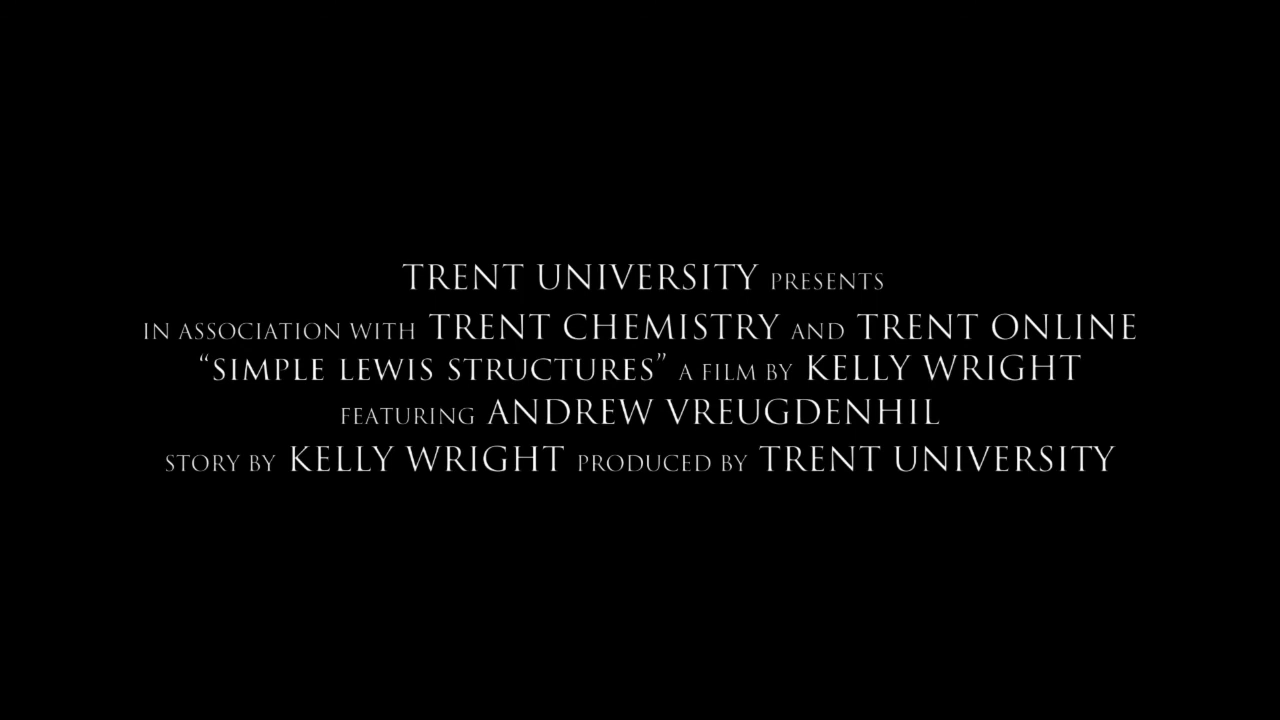 TRENT UNIVERSITY PRESENTS
IN ASSOCIATION WITH TRENT CHEMISTRY AND TRENT ONLINE
“SIMPLE LEWIS STRUCTURES” A FILM BY KELLY WRIGHT
FEATURING ANDREW VREUGDENHIL
STORY BY KELLY WRIGHT PRODUCED BY TRENT UNIVERSITY